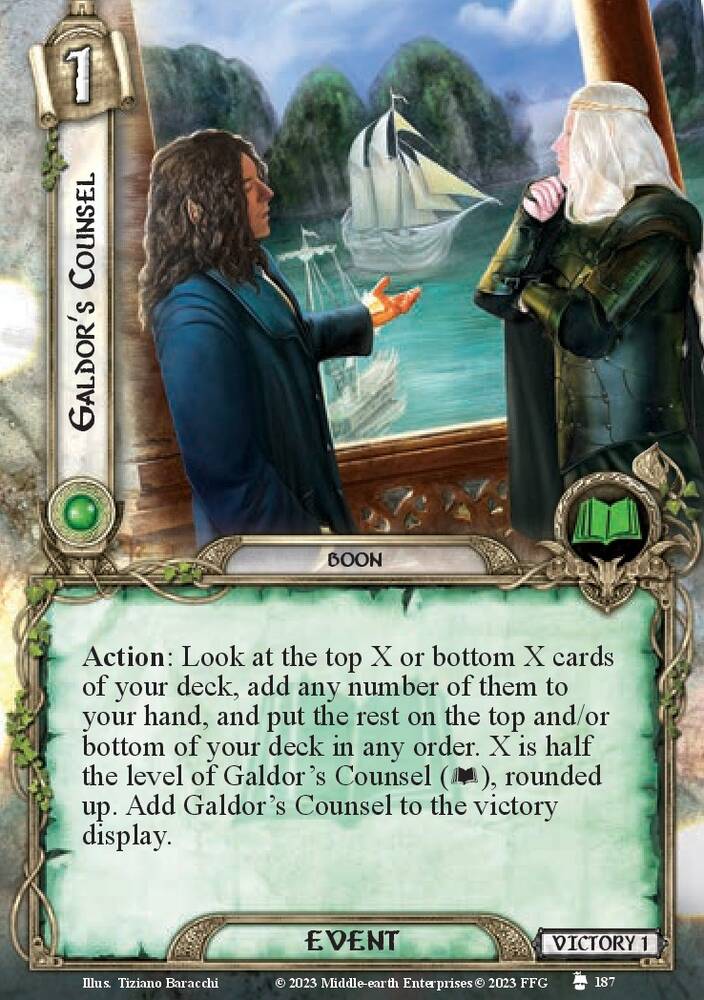 1
GALDOR'S COUNSEL
BOON
Action: Look at the top X or bottom X cards
of your deck, add any number of them to
your hand, and put the rest on the top and/or
bottom of your deck in any order. X is half
the level of Galdor's Counsel ( ), rounded
up. Add Galdor's Counsel to the victory
display.
EVENT
VICTORY 1
Illus. Tiziano Baracchi
© 2023 Middle-earth Enterprises © 2023 FFG
187